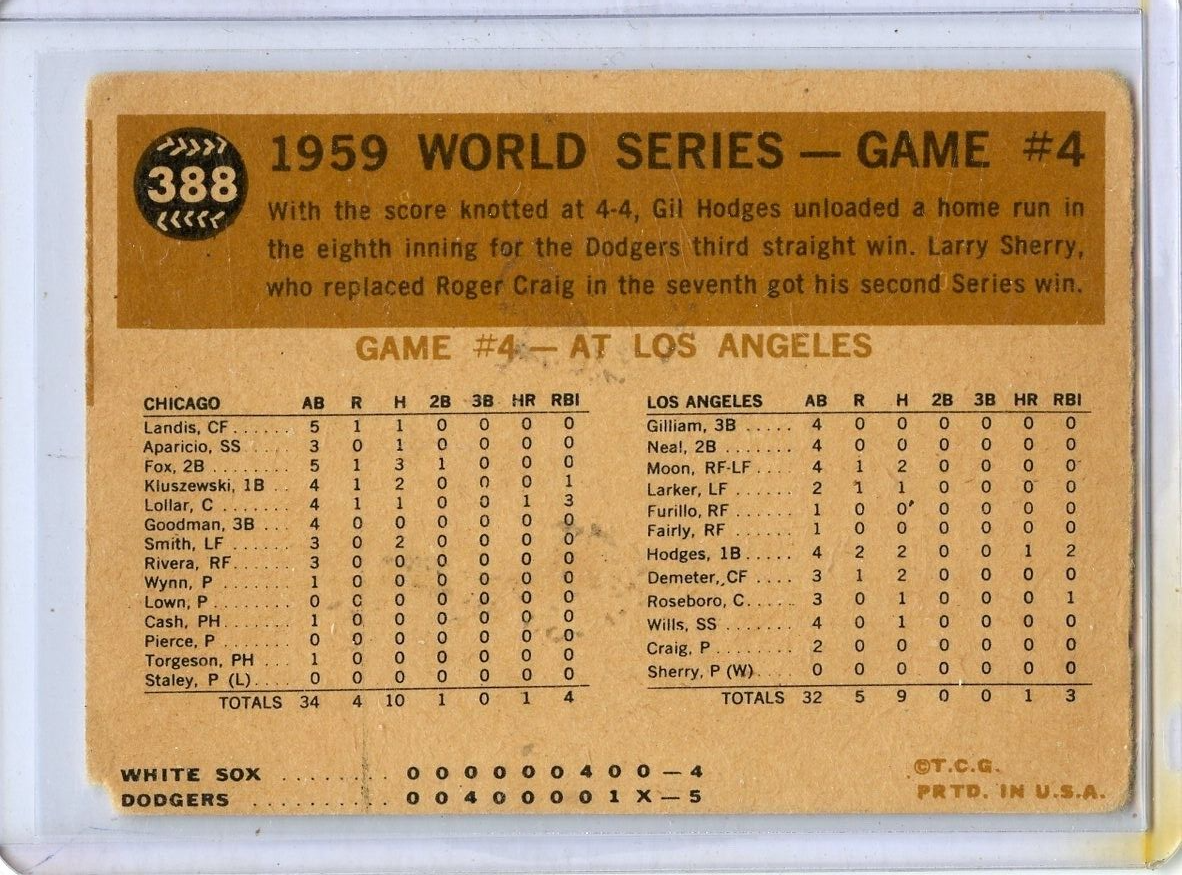 388
1959 WORLD SERIES — GAME #4
With the score knotted at 4-4, Gil Hodges unloaded a home run in
the eighth inning for the Dodgers third straight win. Larry Sherry,
who replaced Roger Craig in the seventh got his second Series win.
GAME #4 — AT LOS ANGELES
CHICAGO AB R H 2B 3B HR RBI
Landis, CF...... 5 1 1 0 0 0 0
Aparicio, SS .... 3 0 1 0 0 0 0
Fox, 2B ........ 5 1 3 1 0 0 0
Kluszewski, 1B .. 4 1 2 0 0 0 1
Lollar, C ....... 4 1 1 0 0 1 3
Goodman, 3B ... 4 0 0 0 0 0 0
Smith, LF ...... 3 0 2 0 0 0 0
Rivera, RF...... 3 0 0 0 0 0 0
Wynn, P ....... 1 0 0 0 0 0 0
Lown, P ........ 0 0 0 0 0 0 0
Cash, PH....... 1 0 0 0 0 0 0
Pierce, P ....... 0 0 0 0 0 0 0
Torgeson, PH ... 1 0 0 0 0 0 0
Staley, P (L).... 0 0 0 0 0 0 0
TOTALS 34 4 10 1 0 1 4
LOS ANGELES AB R H 2B 3B HR RBI
Gilliam, 3B ..... 4 0 0 0 0 0 0
Neal, 2B ....... 4 0 0 0 0 0 0
Moon, RF-LF.... 4 1 2 0 0 0 0
Larker, LF ...... 2 1 1 0 0 0 0
Furillo, RF ..... 1 0 0 0 0 0 0
Fairly, RF ...... 1 0 0 0 0 0 0
Hodges, 1B ..... 4 2 2 0 0 1 2
Demeter, CF .... 3 1 2 0 0 0 0
Roseboro, C..... 3 0 1 0 0 0 1
Wills, SS ....... 4 0 1 0 0 0 0
Craig, P ........ 2 0 0 0 0 0 0
Sherry, P (W).... 0 0 0 0 0 0 0
TOTALS 32 5 9 0 0 1 3
WHITE SOX ........ 0 0 0 0 0 0 4 0 0 — 4
DODGERS .......... 0 0 4 0 0 0 0 1 X — 5
©T.C.G.
PRTD. IN U.S.A.